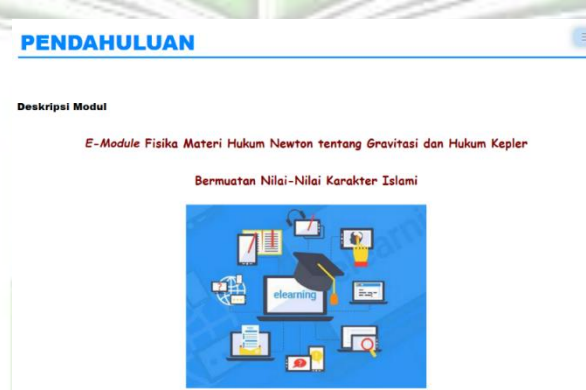 PENDAHULUAN
Deskripsi Modul
E-Module Fisika Materi Hukum Newton tentang Gravitasi dan Hukum Kepler
Bermuatan Nilai-Nilai Karakter Islami
elearning